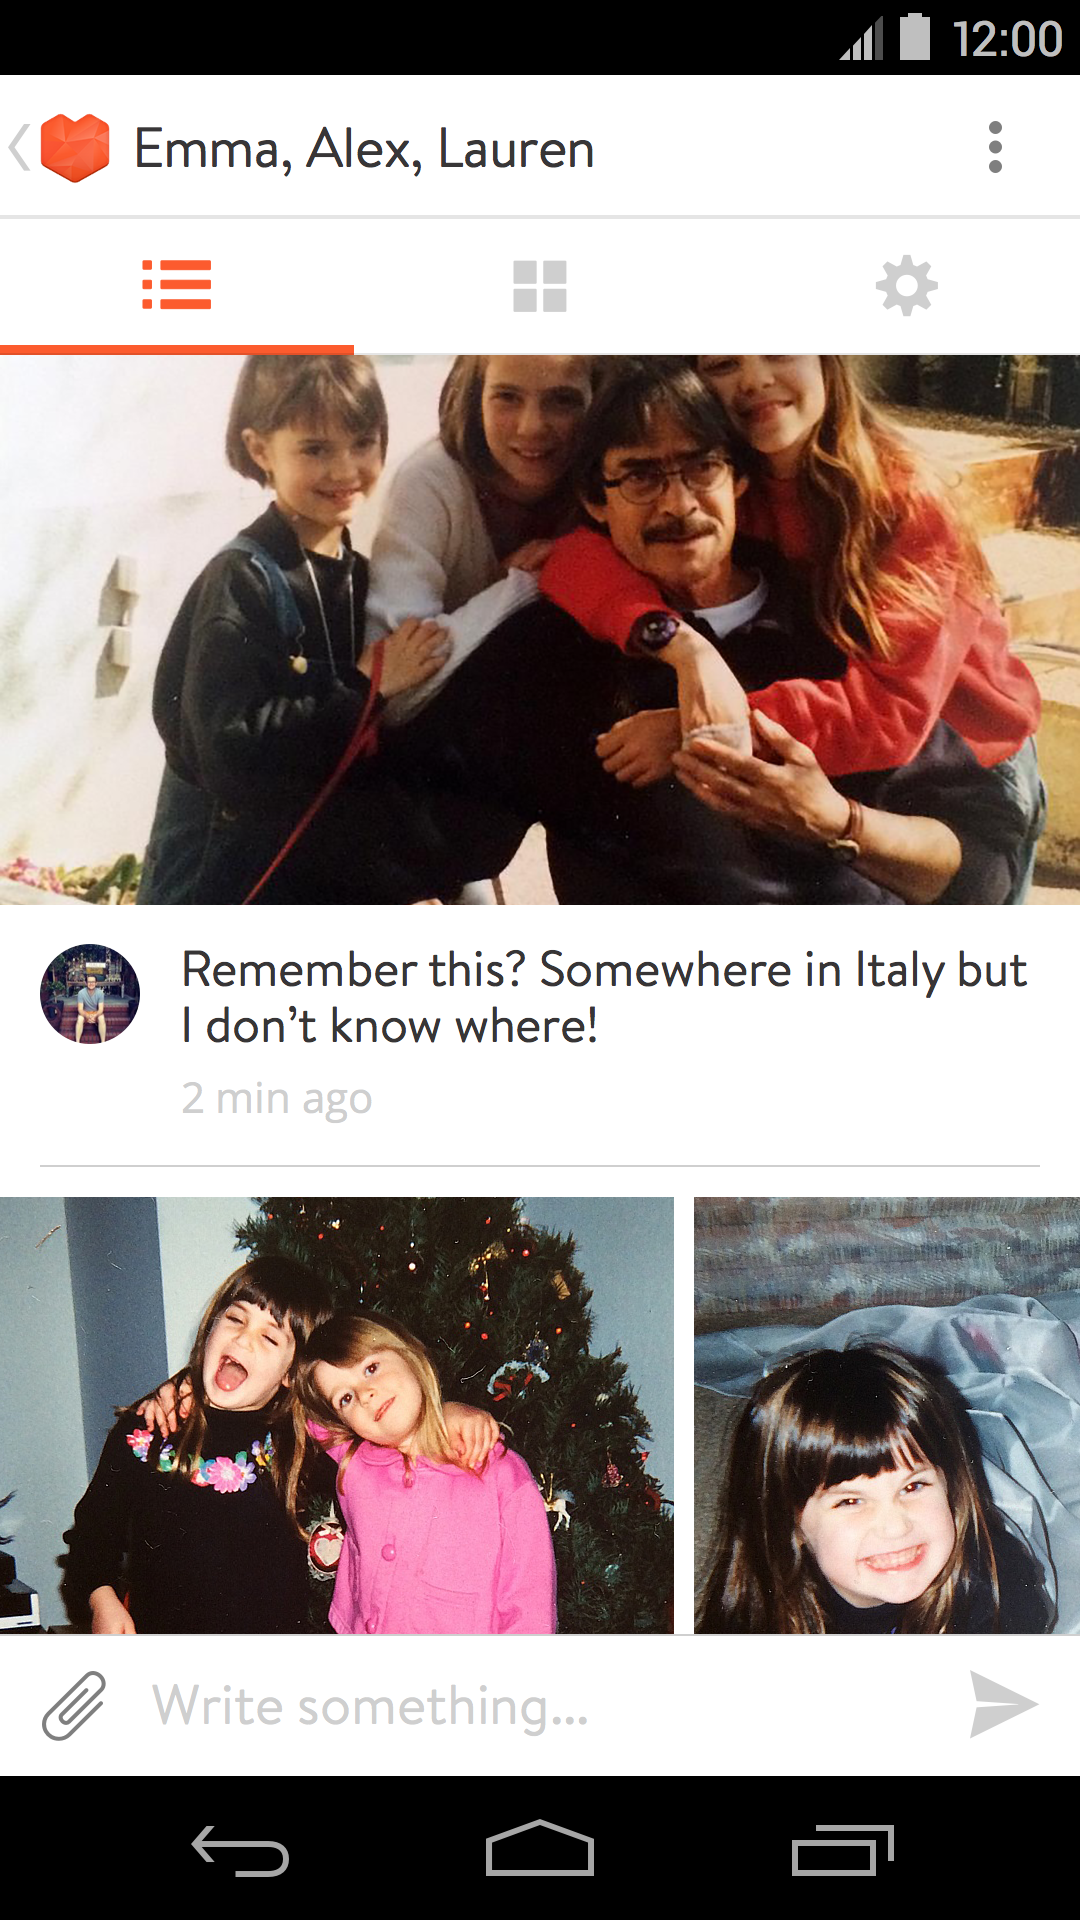 12:00
Emma, Alex, Lauren
Remember this? Somewhere in Italy but
I don’t know where!
2 min ago
Write something...